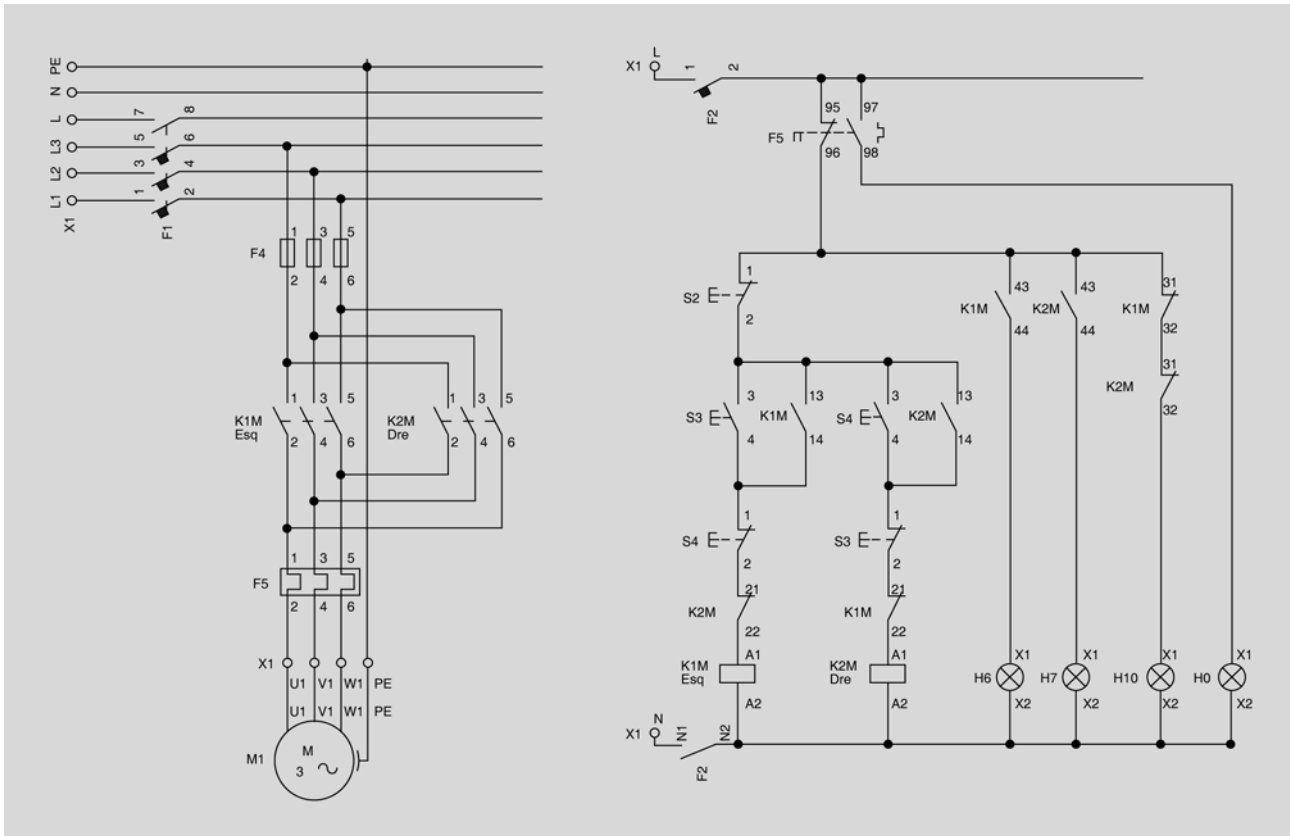 PE
N
L 7 8
L3 5 6
L2 3 4
L1 1 2
X1 F1
F4 1 3 5
2 4 6
1 3 5 1 3 5
K1M K2M
Esq Dre
2 4 6 2 4 6
1 3 5
F5
2 4 6
X1
U1 V1 W1 PE
U1 V1 W1 PE
M1 M
3
L
X1 1 2
F2
95 97
F5
96 98
1
S2
2
43 43 31
K1M K2M K1M
44 44 32
31
K2M
32
3 13 3 13
S3 K1M S4 K2M
4 14 4 14
1 1
S4 S3
2 2
21 21
K2M K1M
22 22
K1M A1 K2M A1
Esq Dre
A2 A2
X1 X1 X1 X1
H6 H7 H10 H0
X2 X2 X2 X2
N
X1 N1 N2
F2